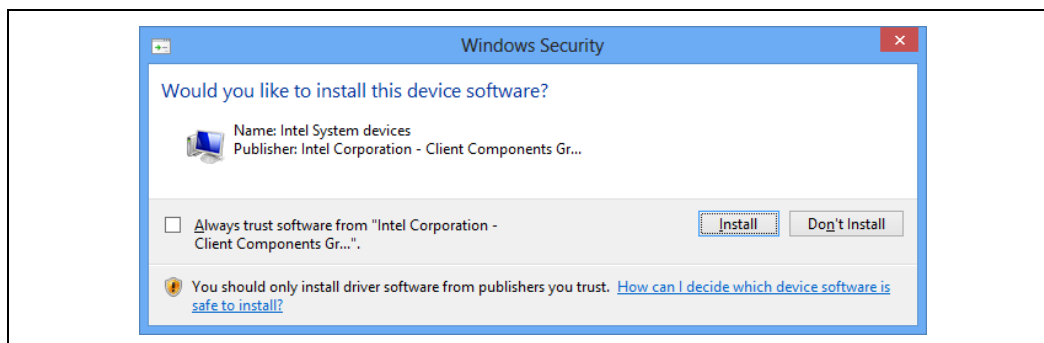 Windows Security
Would you like to install this device software?
Name: Intel System devices
Publisher: Intel Corporation - Client Components Gr...
Always trust software from "Intel Corporation -
Client Components Gr...".
Install
Don't Install
You should only install driver software from publishers you trust. How can I decide which device software is
safe to install?